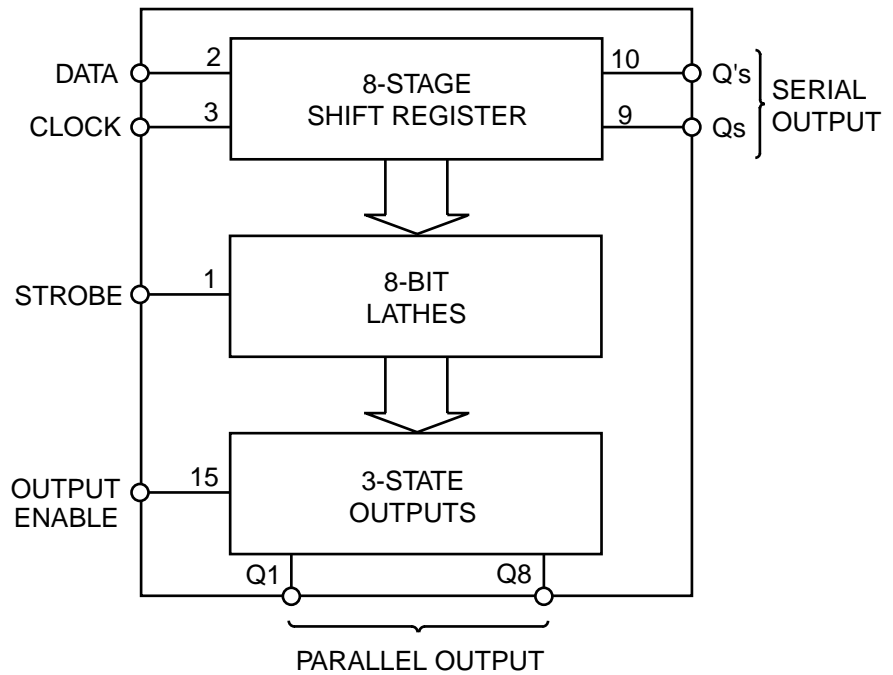 DATA
2
8-STAGE
SHIFT REGISTER
10
Q's
SERIAL
OUTPUT
CLOCK
3
9
Qs
STROBE
1
8-BIT
LATHES
OUTPUT
ENABLE
15
3-STATE
OUTPUTS
Q1
Q8
PARALLEL OUTPUT